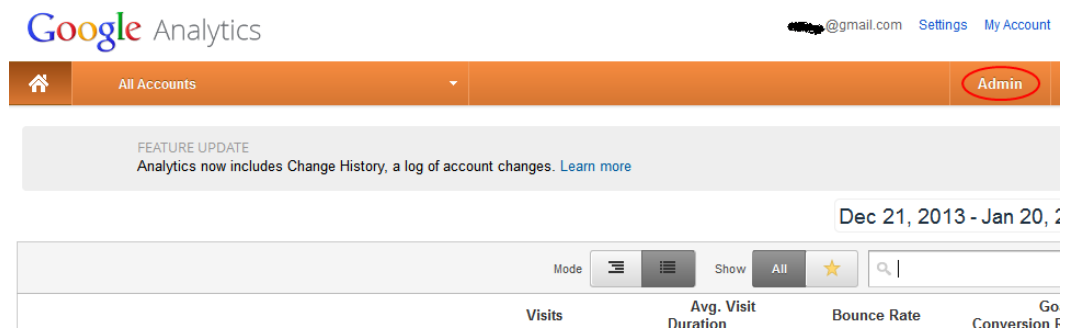 Google Analytics
@gmail.com Settings My Account
All Accounts Admin
FEATURE UPDATE
Analytics now includes Change History, a log of account changes. Learn more
Dec 21, 2013 - Jan 20,
Mode Show All
Visits Avg. Visit Duration Bounce Rate Conversion